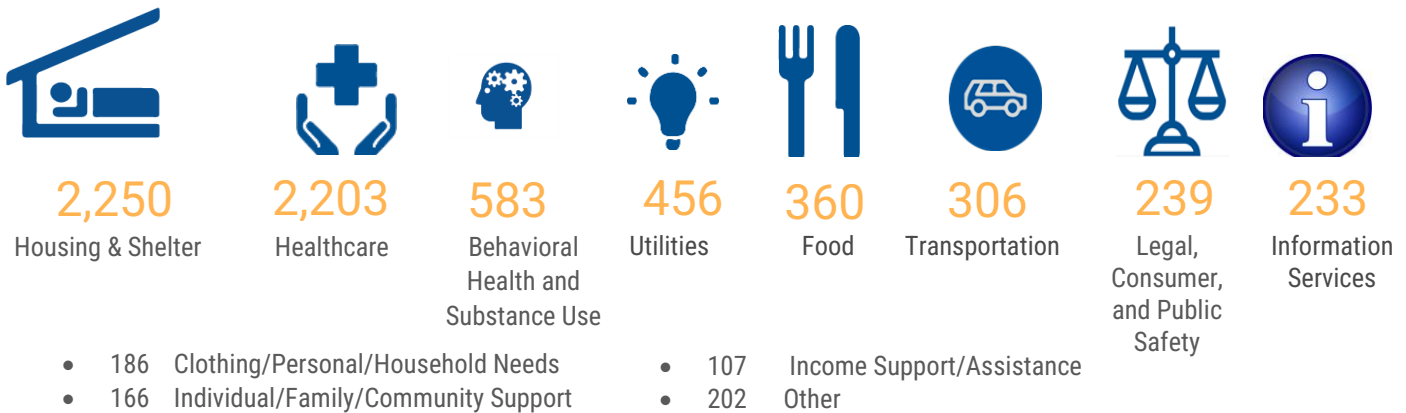 2,250
Housing & Shelter
2,203
Healthcare
583
Behavioral
Health and
Substance Use
456
Utilities
360
Food
306
Transportation
239
Legal,
Consumer,
and Public
Safety
233
Information
Services
• 186 Clothing/Personal/Household Needs
• 166 Individual/Family/Community Support
• 107 Income Support/Assistance
• 202 Other